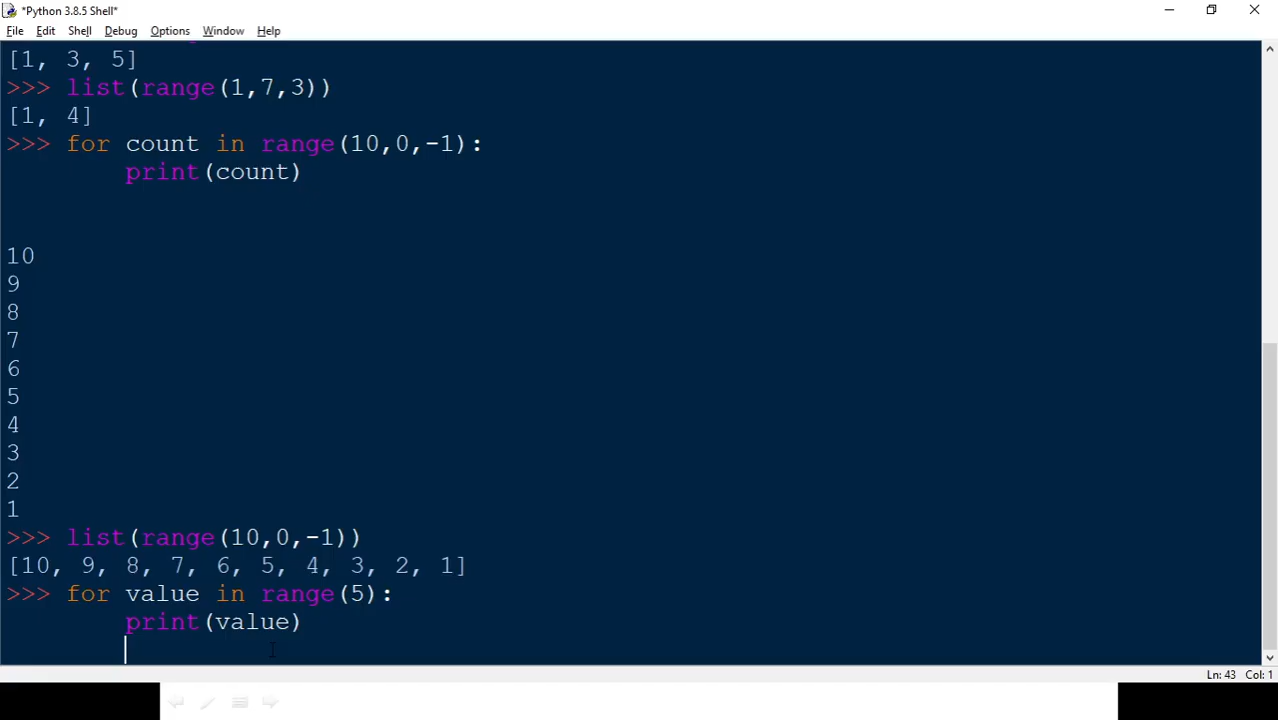 *Python 3.8.5 Shell*
File Edit Shell Debug Options Window Help
[1, 3, 5]
>>> list(range(1,7,3))
[1, 4]
>>> for count in range(10,0,-1):
print(count)
10
9
8
7
6
5
4
3
2
1
>>> list(range(10,0,-1))
[10, 9, 8, 7, 6, 5, 4, 3, 2, 1]
>>> for value in range(5):
print(value)
Ln: 43 Col: 1